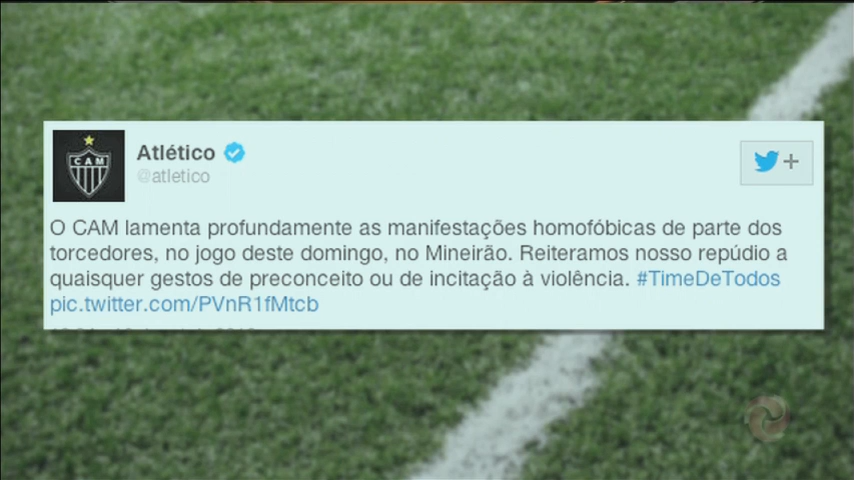 CAM
Atlético
@atletico
O CAM lamenta profundamente as manifestações homofóbicas de parte dos
torcedores, no jogo deste domingo, no Mineirão. Reiteramos nosso repúdio a
quaisquer gestos de preconceito ou de incitação à violência. #TimeDeTodos
pic.twitter.com/PVnR1fMtcb